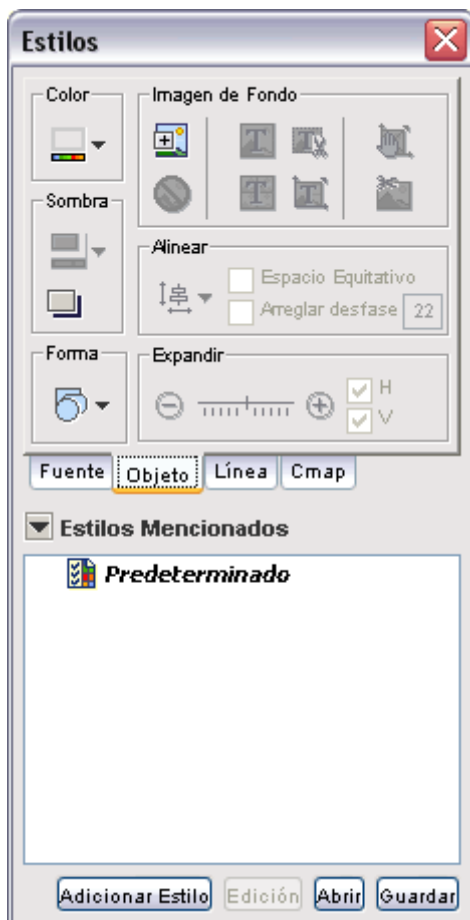 Estilos
Color
Imagen de Fondo
Sombra
Alinear
Espacio Equitativo
Arreglar desfase 22
Forma
Expandir
H
V
Fuente Objeto Línea Cmap
Estilos Mencionados
Predeterminado
Adicionar Estilo Edición Abrir Guardar